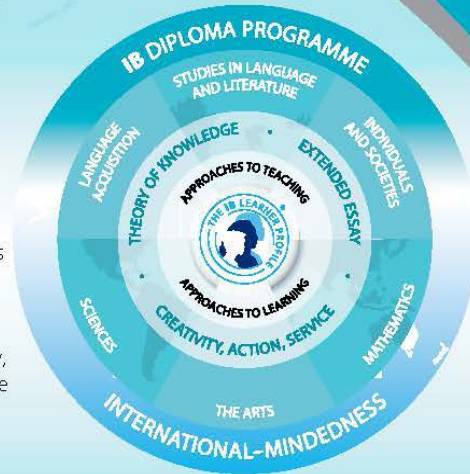 IB DIPLOMA PROGRAMME
STUDIES IN LANGUAGE
AND LITERATURE
LANGUAGE
ACQUISITION
INDIVIDUALS
AND SOCIETIES
THEORY OF KNOWLEDGE
EXTENDED ESSAY
APPROACHES TO TEACHING
THE IB LEARNER PROFILE
APPROACHES TO LEARNING
CREATIVITY, ACTION, SERVICE
SCIENCES
MATHEMATICS
THE ARTS
INTERNATIONAL-MINDEDNESS